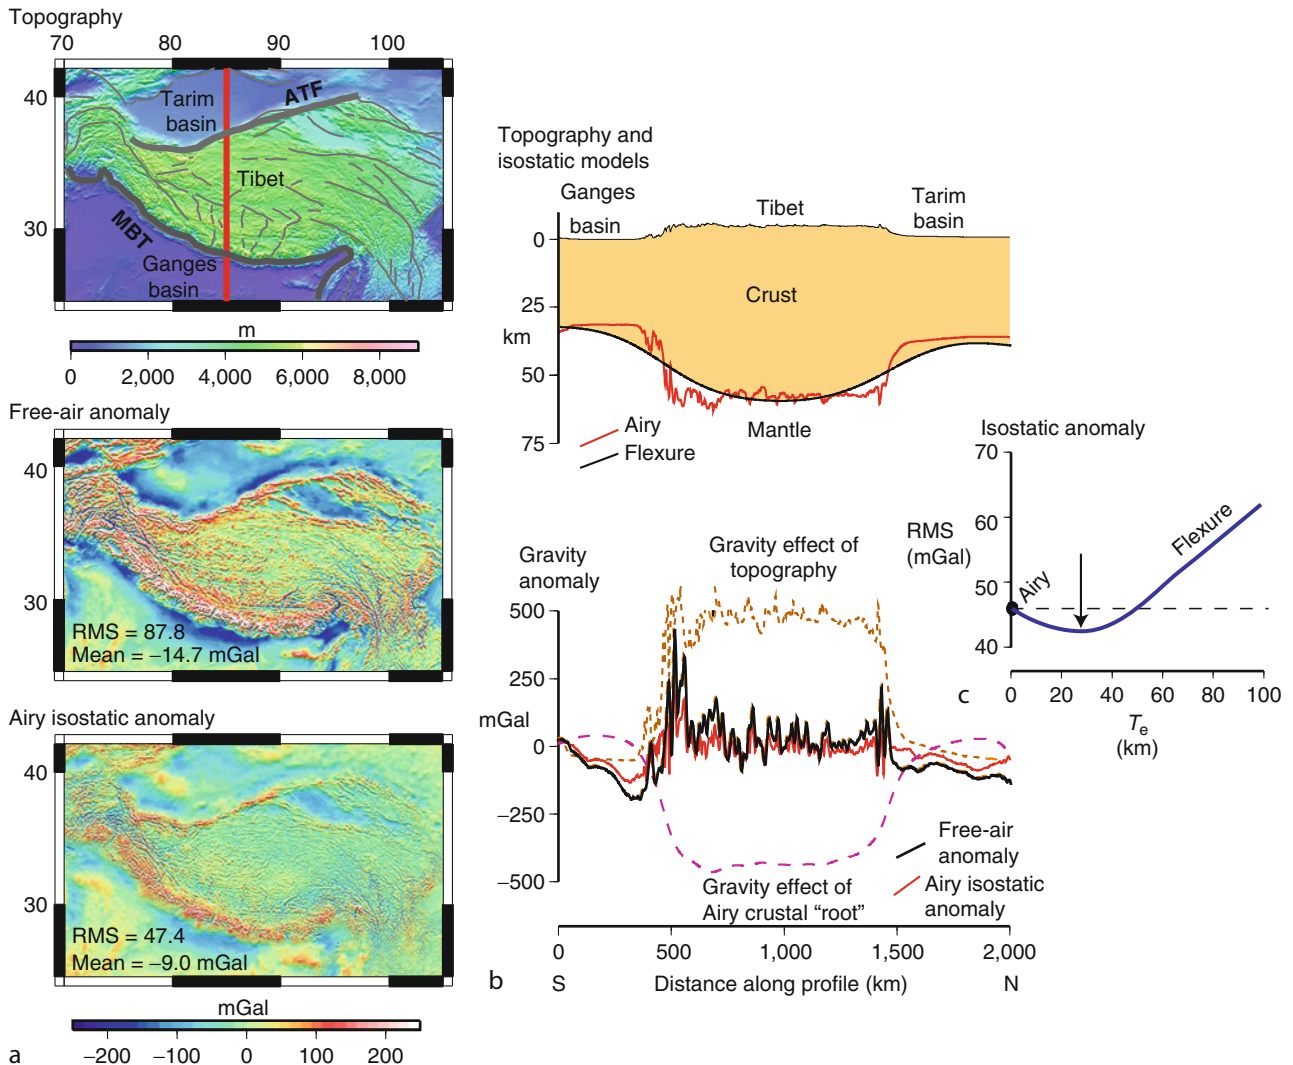 Topography
70 80 90 100
40
30
Tarim
basin
ATF
Tibet
MBT
Ganges
basin
m
0 2,000 4,000 6,000 8,000
Free-air anomaly
40
30
RMS = 87.8
Mean = −14.7 mGal
Airy isostatic anomaly
40
30
RMS = 47.4
Mean = −9.0 mGal
mGal
−200 −100 0 100 200
a
Topography and
isostatic models
Ganges
basin
Tibet
Tarim
basin
0
25
km
50
75
Crust
Mantle
Airy
Flexure
Gravity
anomaly
Gravity effect of
topography
500
250
mGal
0
−250
−500
Free-air
anomaly
Airy isostatic
anomaly
Gravity effect of
Airy crustal “root”
0 500 1,000 1,500 2,000
S Distance along profile (km) N
b
Isostatic anomaly
70
60
RMS
(mGal)
50
40
Airy
Flexure
0 20 40 60 80 100
Te
(km)
c